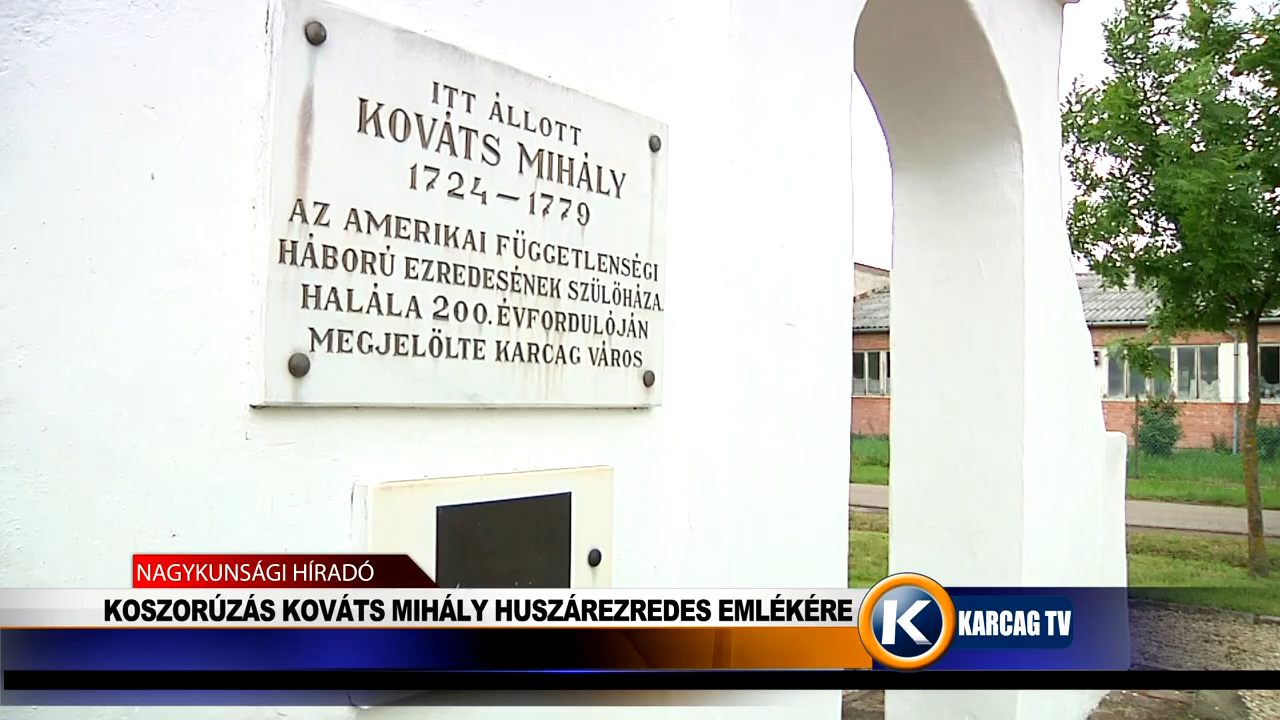 ITT ÁLLOTT
KOVÁTS MIHÁLY
1724 – 1779
AZ AMERIKAI FÜGGETLENSÉGI
HÁBORÚ EZREDESÉNEK SZÜLŐHÁZA.
HALÁLA 200. ÉVFORDULÓJÁN
MEGJELÖLTE KARCAG VÁROS
NAGYKUNSÁGI HÍRADÓ
KOSZORÚZÁS KOVÁTS MIHÁLY HUSZÁREZREDES EMLÉKÉRE
K KARCAG TV